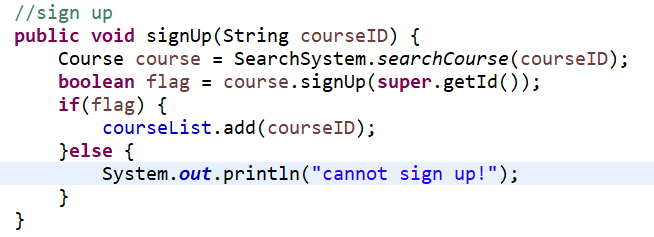 //sign up
public void signUp(String courseID) {
    Course course = SearchSystem.searchCourse(courseID);
    boolean flag = course.signUp(super.getId());
    if(flag) {
        courseList.add(courseID);
    }else {
        System.out.println("cannot sign up!");
    }
}